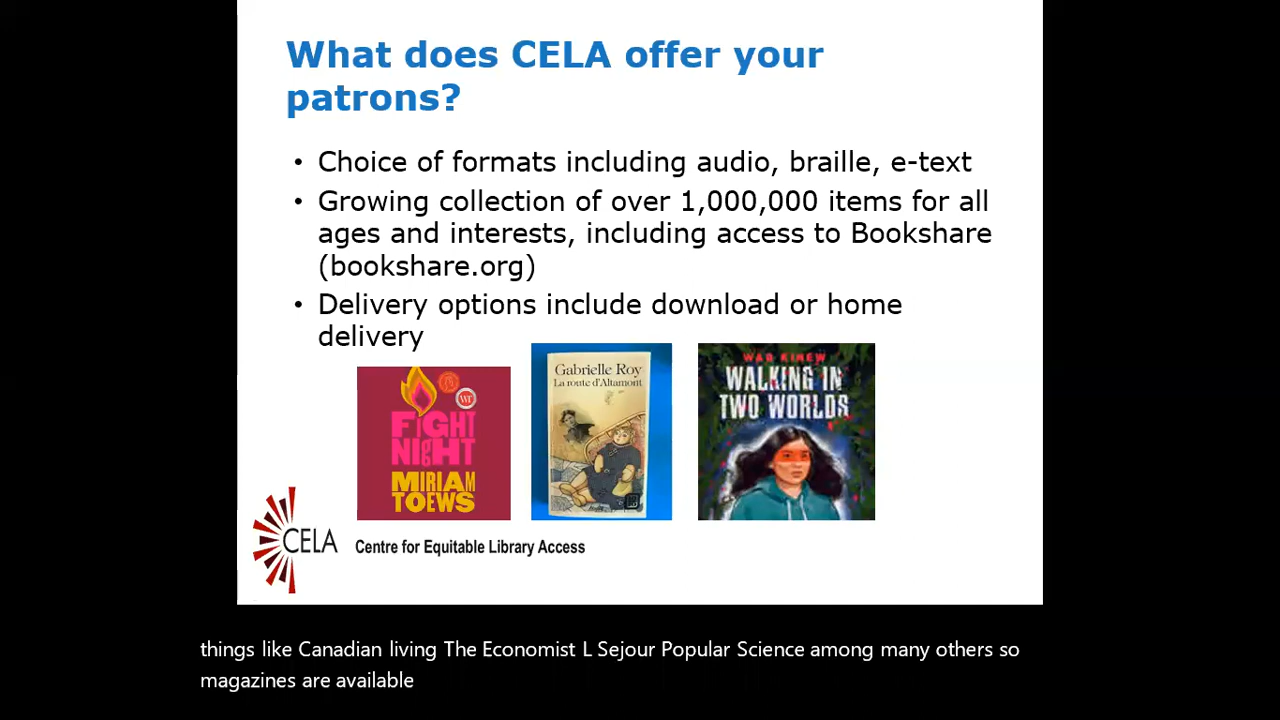 What does CELA offer your
patrons?
• Choice of formats including audio, braille, e-text
• Growing collection of over 1,000,000 items for all
ages and interests, including access to Bookshare
(bookshare.org)
• Delivery options include download or home
delivery
FIGHT
NIGHT
MIRIAM
TOEWS
Gabrielle Roy
La route d'Altamont
WAB KINEW
WALKING IN
TWO WORLDS
CELA
Centre for Equitable Library Access
things like Canadian living The Economist L Sejour Popular Science among many others so
magazines are available